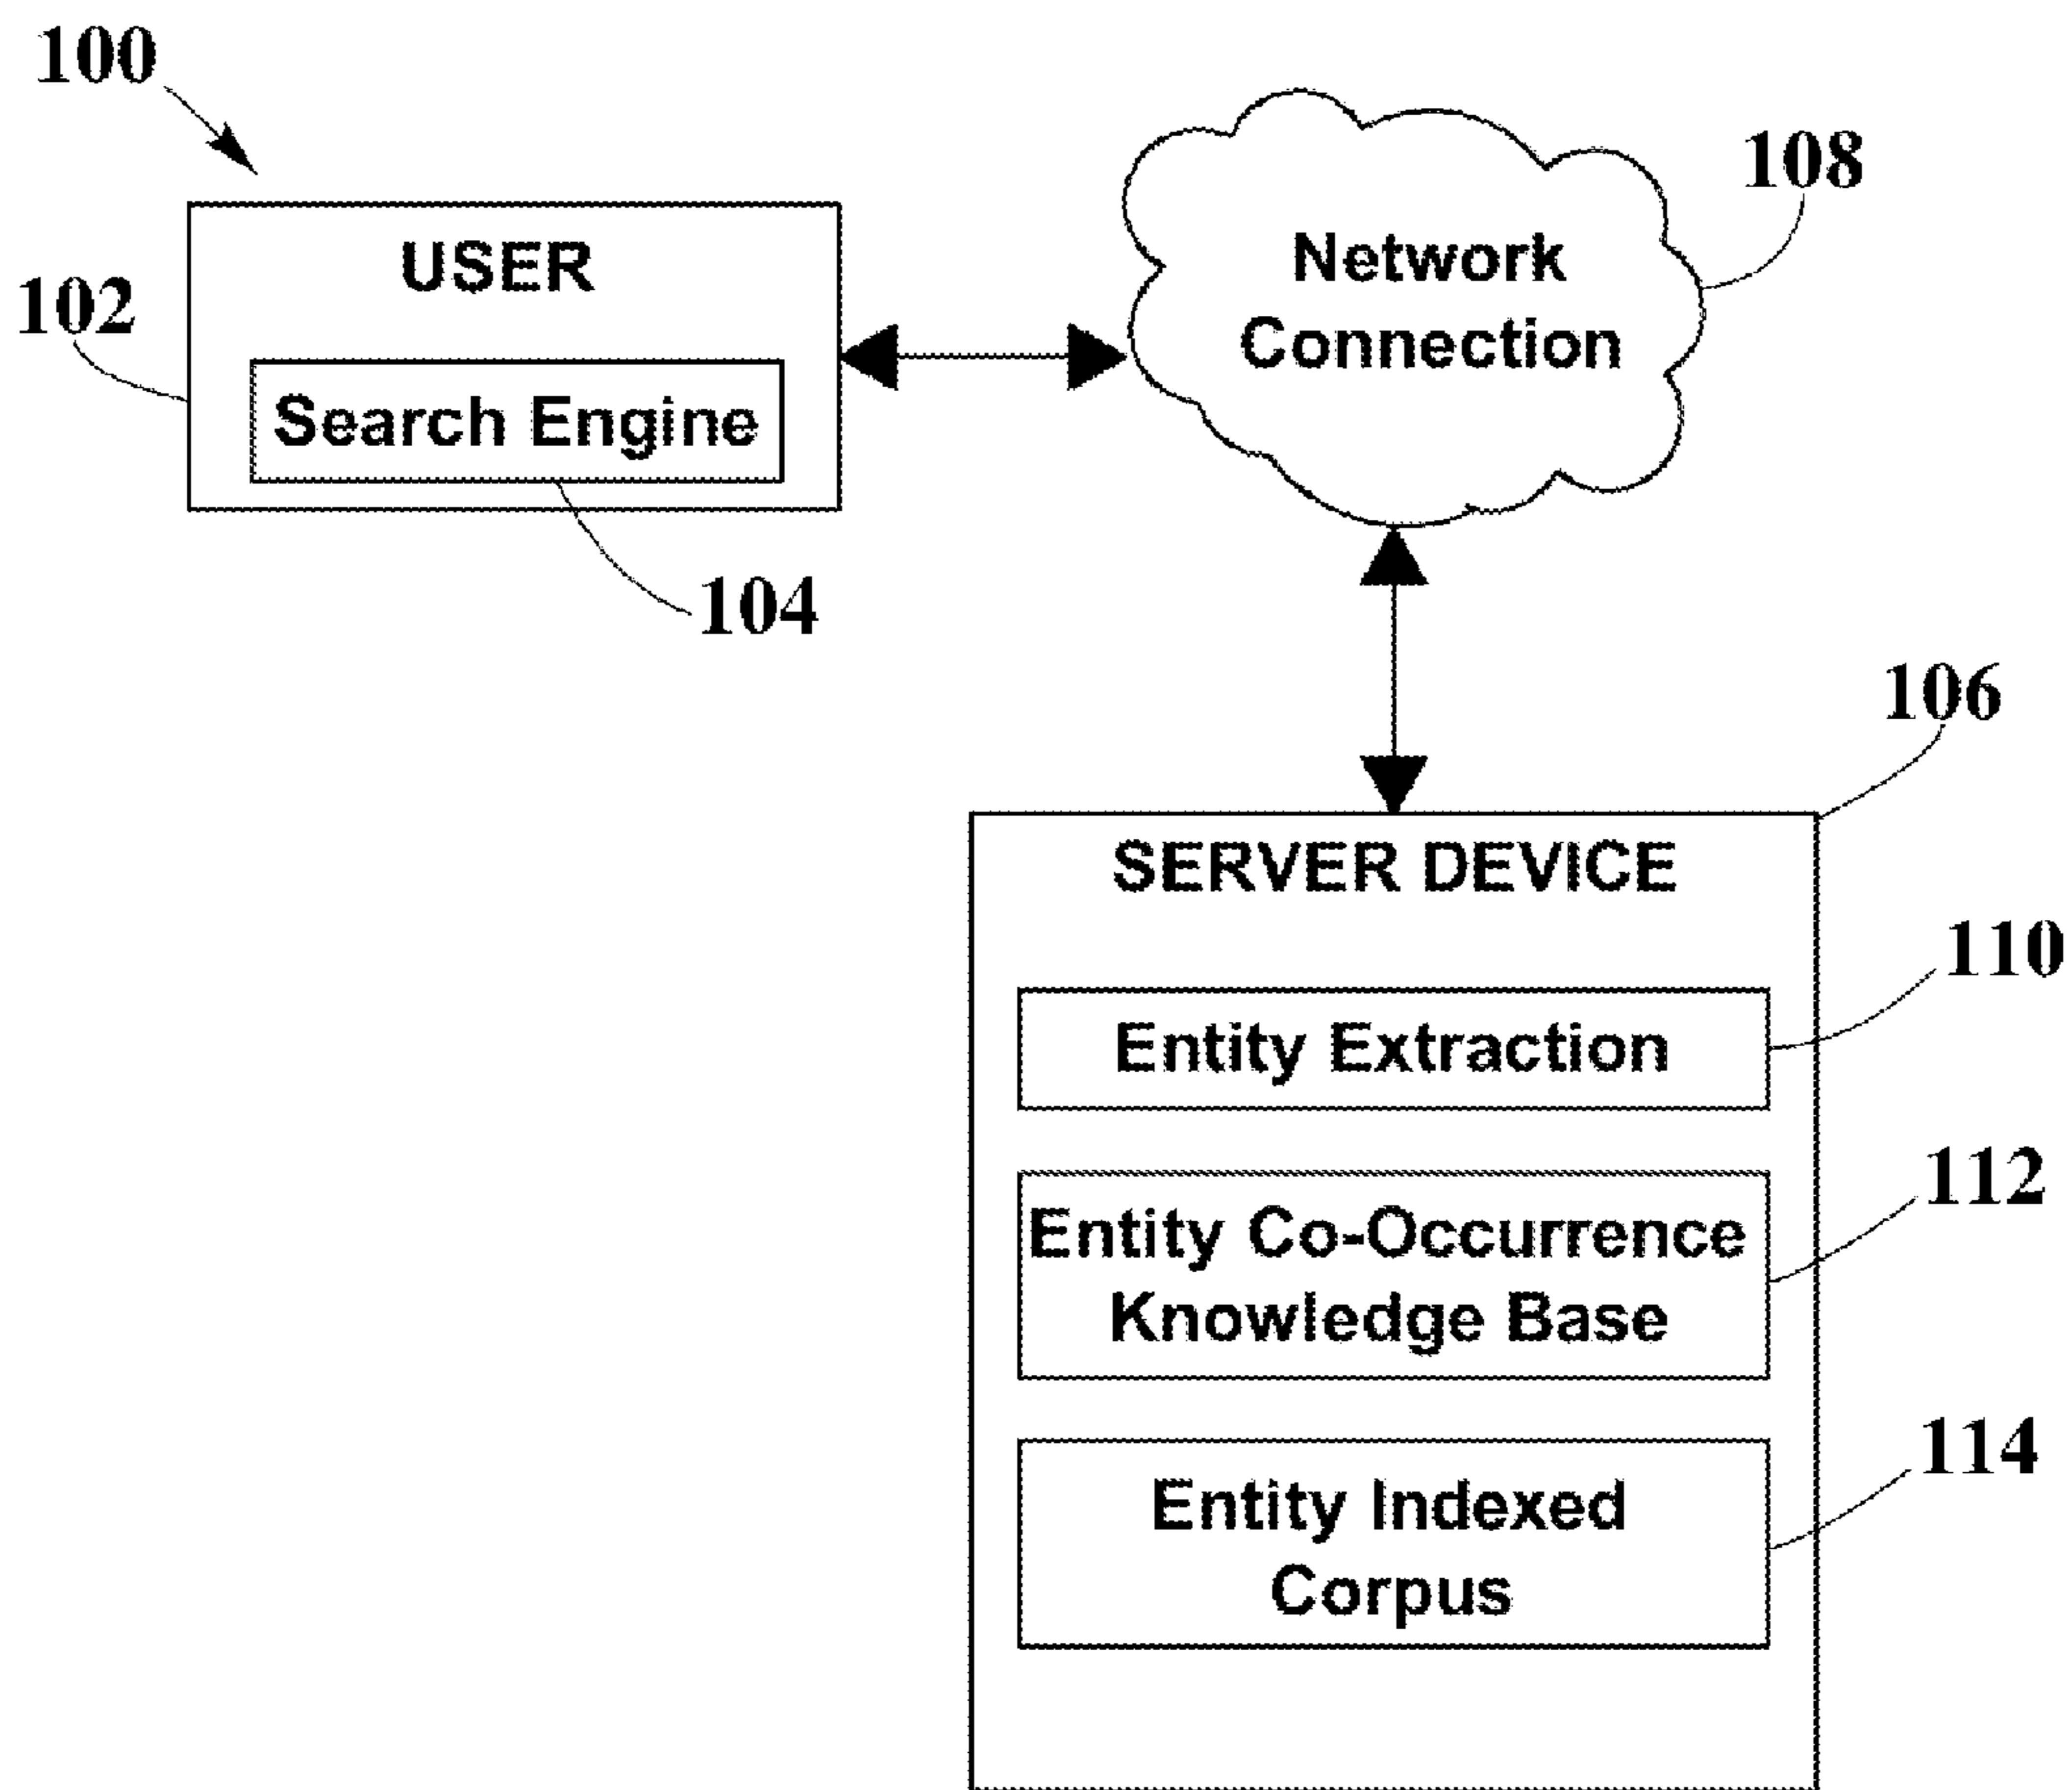 100
108
USER
Network
Connection
102
Search Engine
104
106
SERVER DEVICE
110
Entity Extraction
112
Entity Co-Occurrence
Knowledge Base
114
Entity Indexed
Corpus